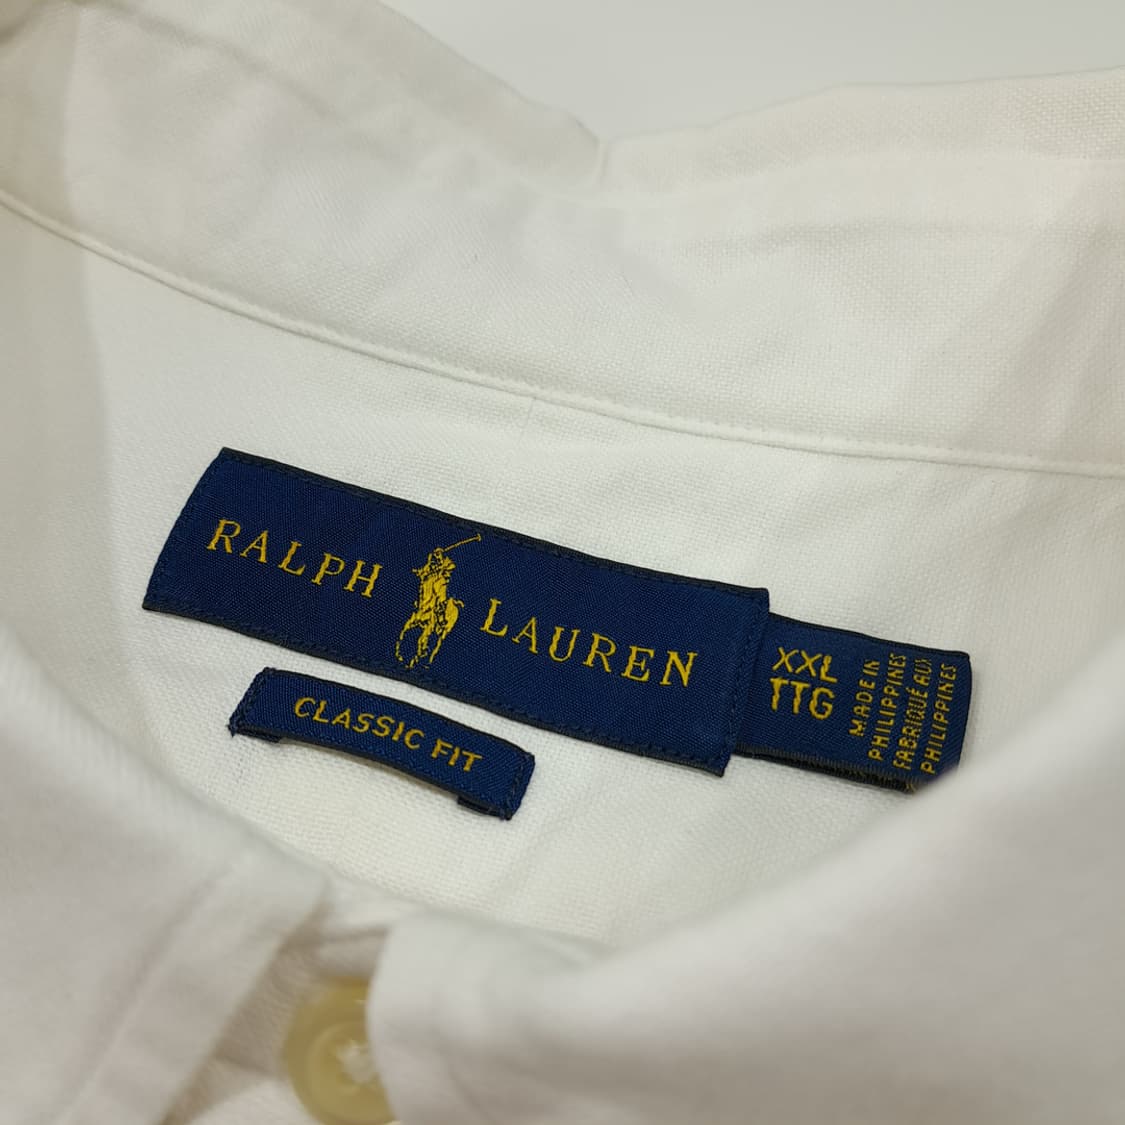 RALPH LAUREN
CLASSIC FIT
XXL
TTG
MADE IN
PHILIPPINES
FABRIQUÉ AUX
PHILIPPINES